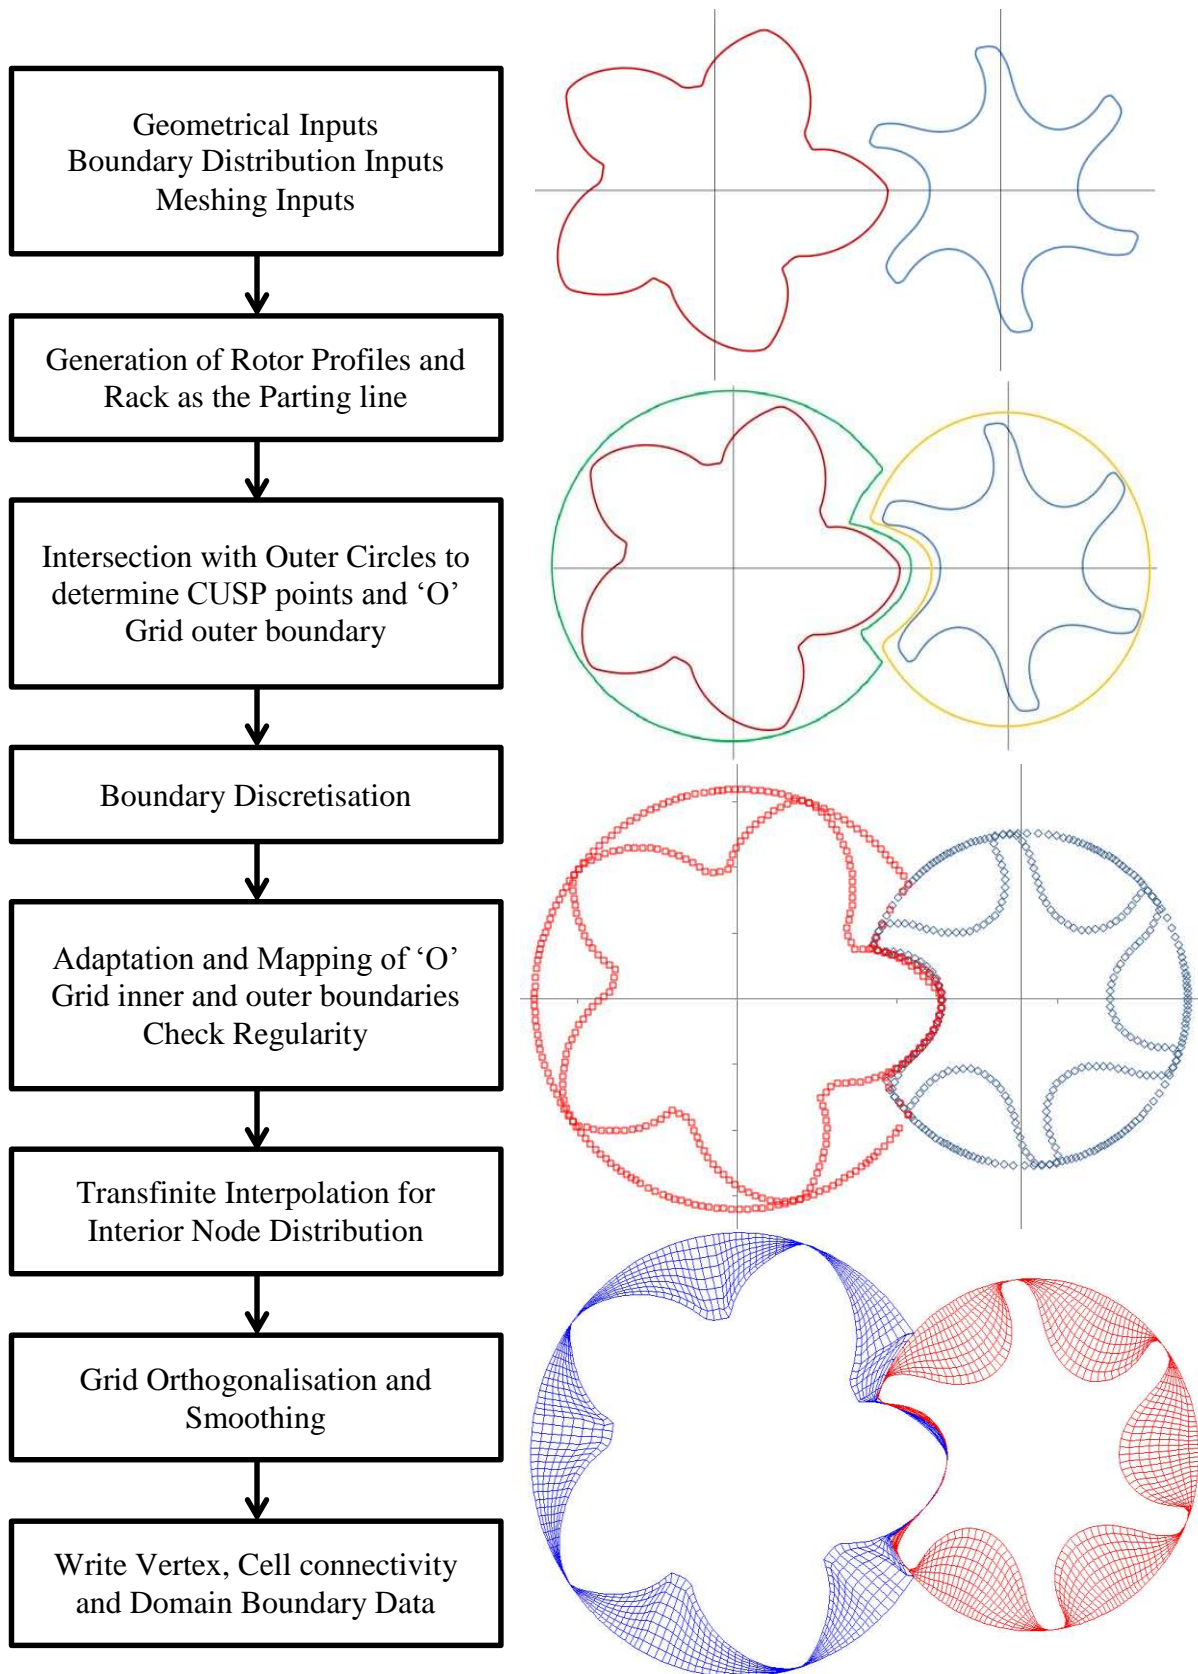 Geometrical Inputs
Boundary Distribution Inputs
Meshing Inputs
Generation of Rotor Profiles and
Rack as the Parting line
Intersection with Outer Circles to
determine CUSP points and ‘O’
Grid outer boundary
Boundary Discretisation
Adaptation and Mapping of ‘O’
Grid inner and outer boundaries
Check Regularity
Transfinite Interpolation for
Interior Node Distribution
Grid Orthogonalisation and
Smoothing
Write Vertex, Cell connectivity
and Domain Boundary Data